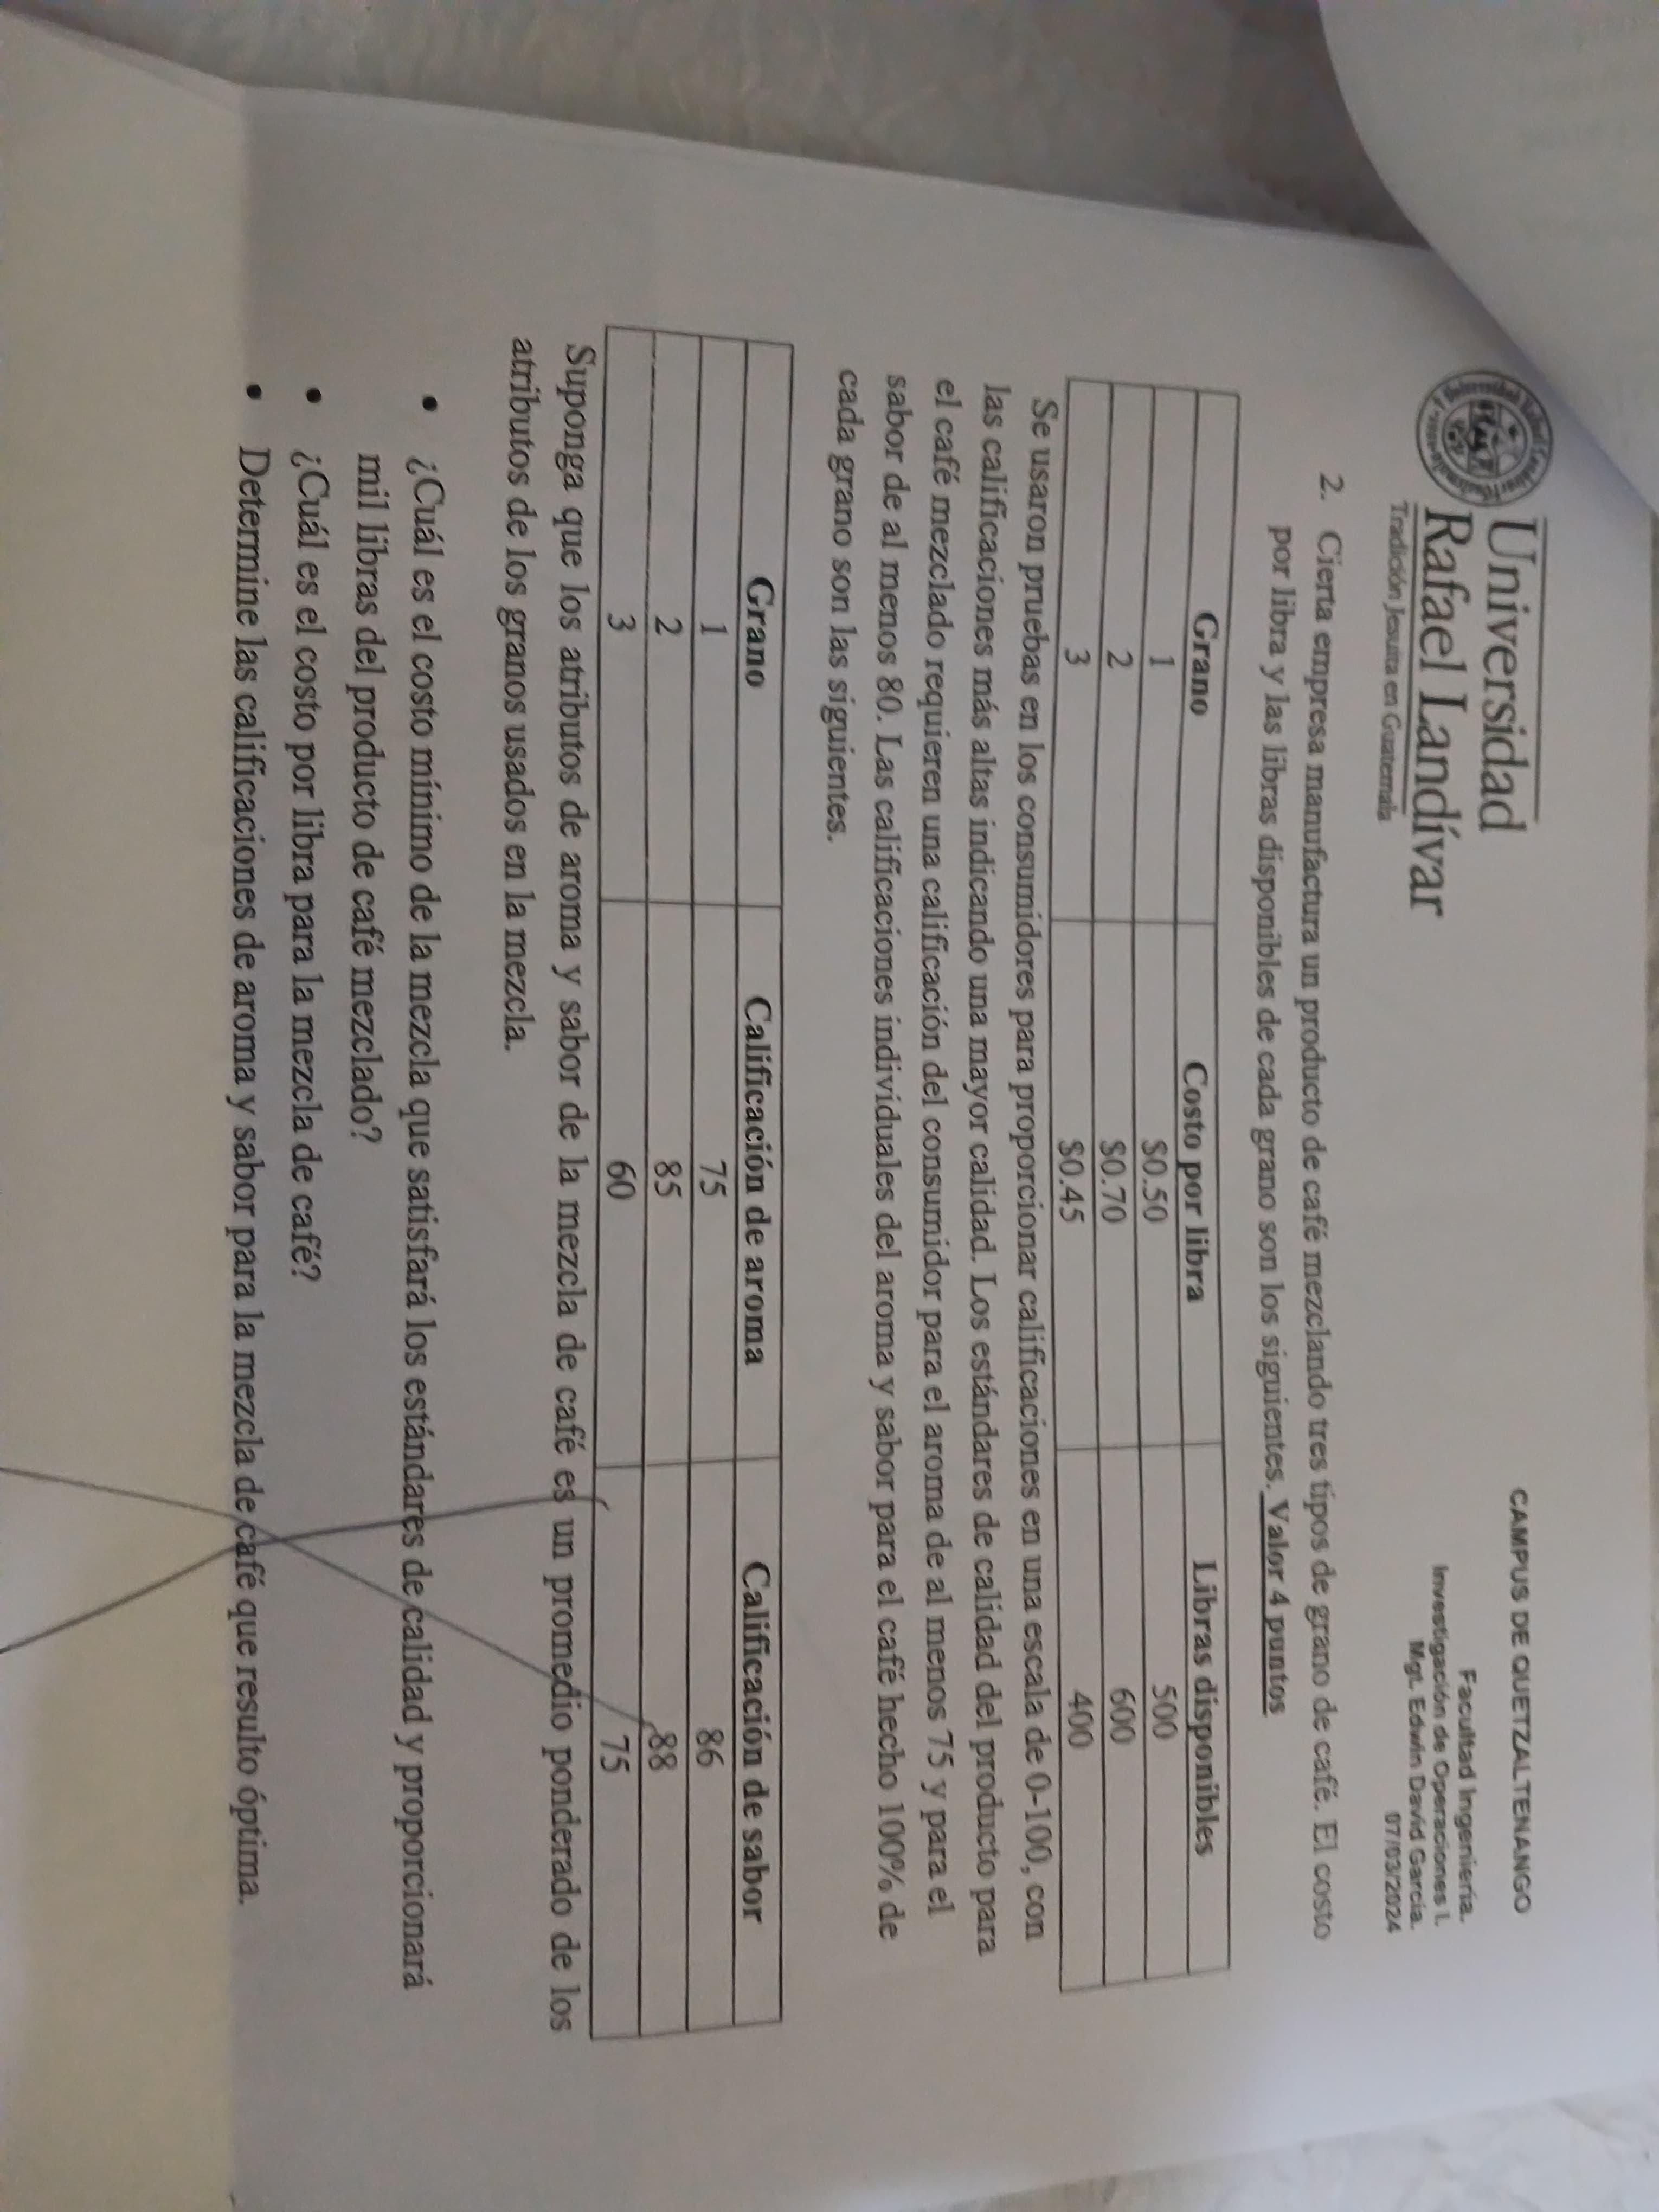 Universidad
Rafael Landívar
Tradición Jesuita en Guatemala
CAMPUS DE QUETZALTENANGO
Facultad Ingeniería.
Investigación de Operaciones I.
Mgt. Edwin David García.
07/03/2024
2. Cierta empresa manufactura un producto de café mezclando tres tipos de grano de café. El costo
por libra y las libras disponibles de cada grano son los siguientes. Valor 4 puntos
Grano Costo por libra Libras disponibles
1 $0.50 500
2 $0.70 600
3 $0.45 400
Se usaron pruebas en los consumidores para proporcionar calificaciones en una escala de 0-100, con
las calificaciones más altas indicando una mayor calidad. Los estándares de calidad del producto para
el café mezclado requieren una calificación del consumidor para el aroma de al menos 75 y para el
sabor de al menos 80. Las calificaciones individuales del aroma y sabor para el café hecho 100% de
cada grano son las siguientes.
Grano Calificación de aroma Calificación de sabor
1 75 86
2 85 88
3 60 75
Suponga que los atributos de aroma y sabor de la mezcla de café es un promedio ponderado de los
atributos de los granos usados en la mezcla.
• ¿Cuál es el costo mínimo de la mezcla que satisfará los estándares de calidad y proporcionará
mil libras del producto de café mezclado?
• ¿Cuál es el costo por libra para la mezcla de café?
• Determine las calificaciones de aroma y sabor para la mezcla de café que resulto óptima.